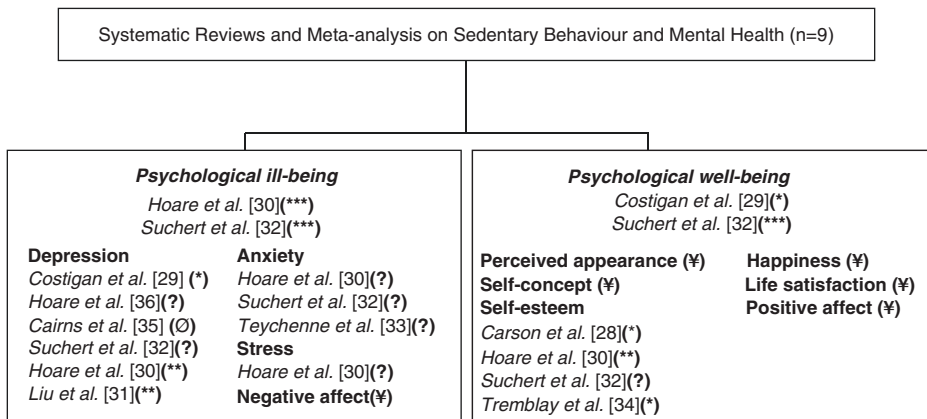 Systematic Reviews and Meta-analysis on Sedentary Behaviour and Mental Health (n=9)
Psychological ill-being
Hoare et al. [30](***)
Suchert et al. [32](***)
Depression
Costigan et al. [29] (*)
Hoare et al. [36](?)
Cairns et al. [35] (Ø)
Suchert et al. [32](?)
Hoare et al. [30](**)
Liu et al. [31](**)
Anxiety
Hoare et al. [30](?)
Suchert et al. [32](?)
Teychenne et al. [33](?)
Stress
Hoare et al. [30](?)
Negative affect(¥)
Psychological well-being
Costigan et al. [29](*)
Suchert et al. [32](***)
Perceived appearance (¥)
Self-concept (¥)
Self-esteem
Carson et al. [28](*)
Hoare et al. [30](**)
Suchert et al. [32](?)
Tremblay et al. [34](*)
Happiness (¥)
Life satisfaction (¥)
Positive affect (¥)